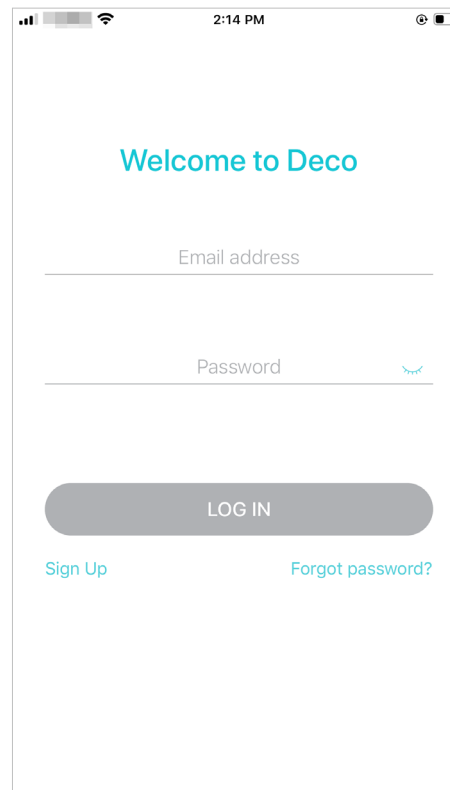 2:14 PM
Welcome to Deco
Email address
Password
LOG IN
Sign Up
Forgot password?